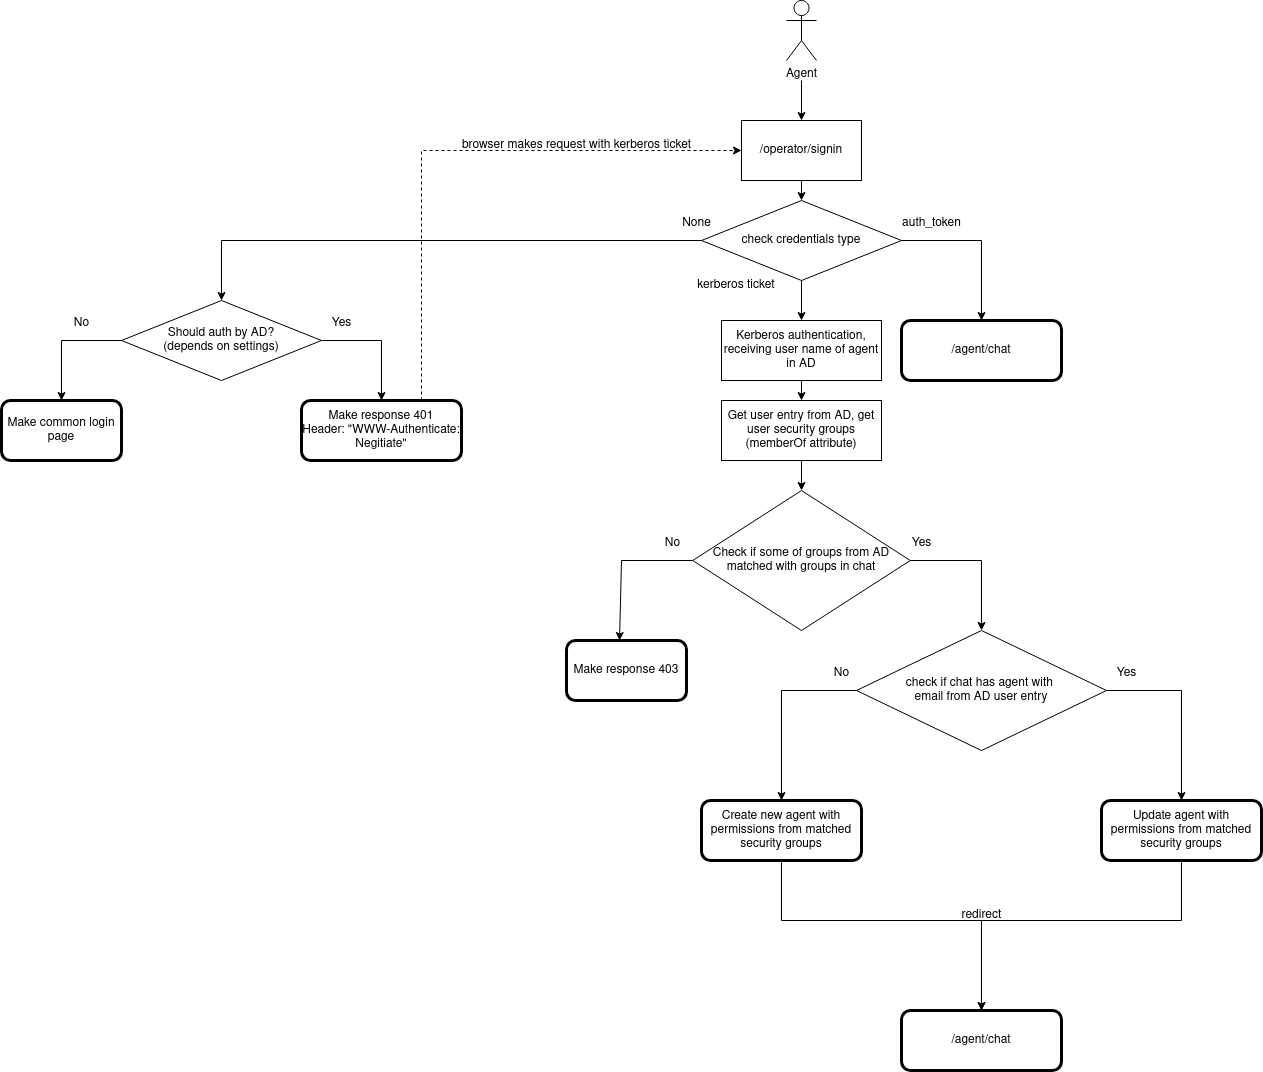 Agent
browser makes request with kerberos ticket
/operator/signin
None
auth_token
check credentials type
kerberos ticket
No
Should auth by AD?
(depends on settings)
Yes
Kerberos authentication,
receiving user name of agent
in AD
/agent/chat
Make common login
page
Make response 401
Header: "WWW-Authenticate:
Negitiate"
Get user entry from AD, get
user security groups
(memberOf attribute)
No
Yes
Check if some of groups from AD
matched with groups in chat
Make response 403
No
check if chat has agent with
email from AD user entry
Yes
Create new agent with
permissions from matched
security groups
Update agent with
permissions from matched
security groups
redirect
/agent/chat